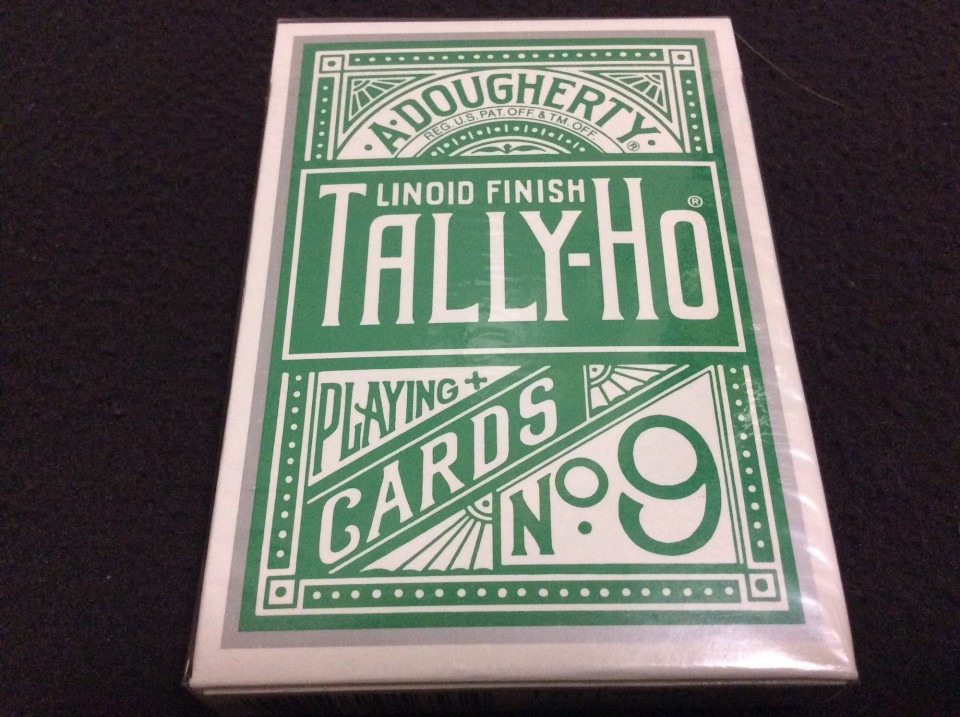 A·DOUGHERTY
REG. U.S. PAT. OFF. & TM. OFF. ®
LINOID FINISH
TALLY-HO ®
PLAYING +
CARDS
No. 9